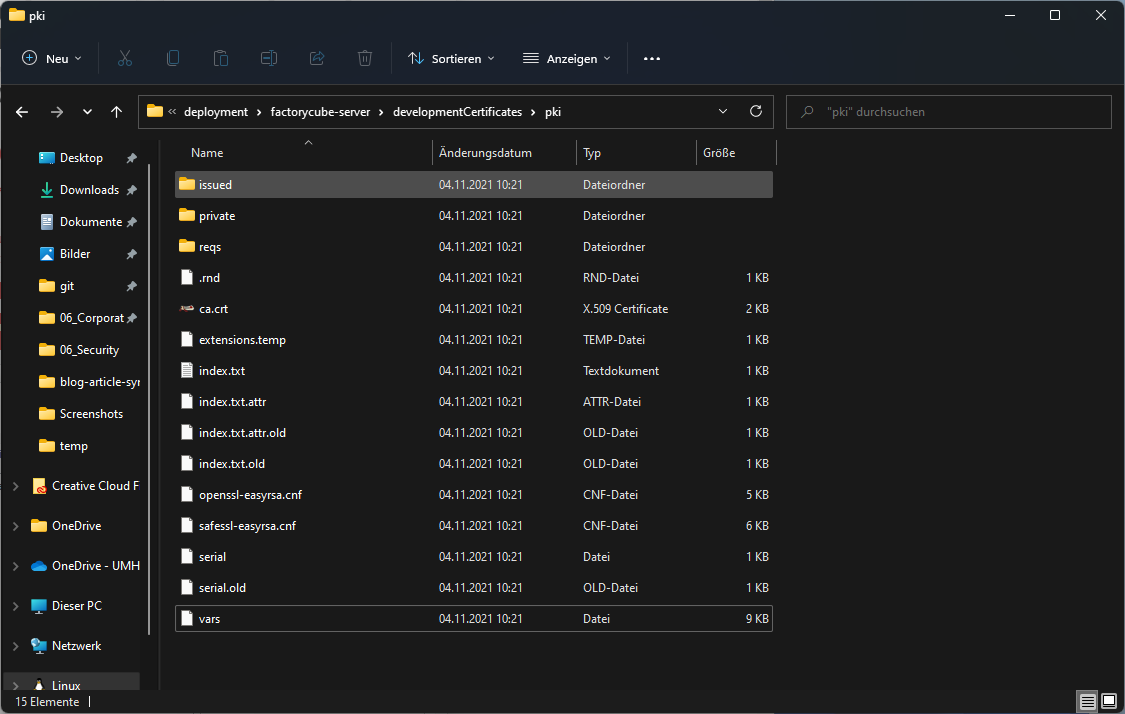 pki
Neu
Sortieren
Anzeigen
« deployment › factorycube-server › developmentCertificates › pki
"pki" durchsuchen
Desktop
Downloads
Dokumente
Bilder
git
06_Corporat
06_Security
blog-article-syr
Screenshots
temp
Creative Cloud F
OneDrive
OneDrive - UMH
Dieser PC
Netzwerk
Linux
Name Änderungsdatum Typ Größe
issued 04.11.2021 10:21 Dateiordner
private 04.11.2021 10:21 Dateiordner
reqs 04.11.2021 10:21 Dateiordner
.rnd 04.11.2021 10:21 RND-Datei 1 KB
ca.crt 04.11.2021 10:21 X.509 Certificate 2 KB
extensions.temp 04.11.2021 10:21 TEMP-Datei 1 KB
index.txt 04.11.2021 10:21 Textdokument 1 KB
index.txt.attr 04.11.2021 10:21 ATTR-Datei 1 KB
index.txt.attr.old 04.11.2021 10:21 OLD-Datei 1 KB
index.txt.old 04.11.2021 10:21 OLD-Datei 1 KB
openssl-easyrsa.cnf 04.11.2021 10:21 CNF-Datei 5 KB
safessl-easyrsa.cnf 04.11.2021 10:21 CNF-Datei 6 KB
serial 04.11.2021 10:21 Datei 1 KB
serial.old 04.11.2021 10:21 OLD-Datei 1 KB
vars 04.11.2021 10:21 Datei 9 KB
15 Elemente